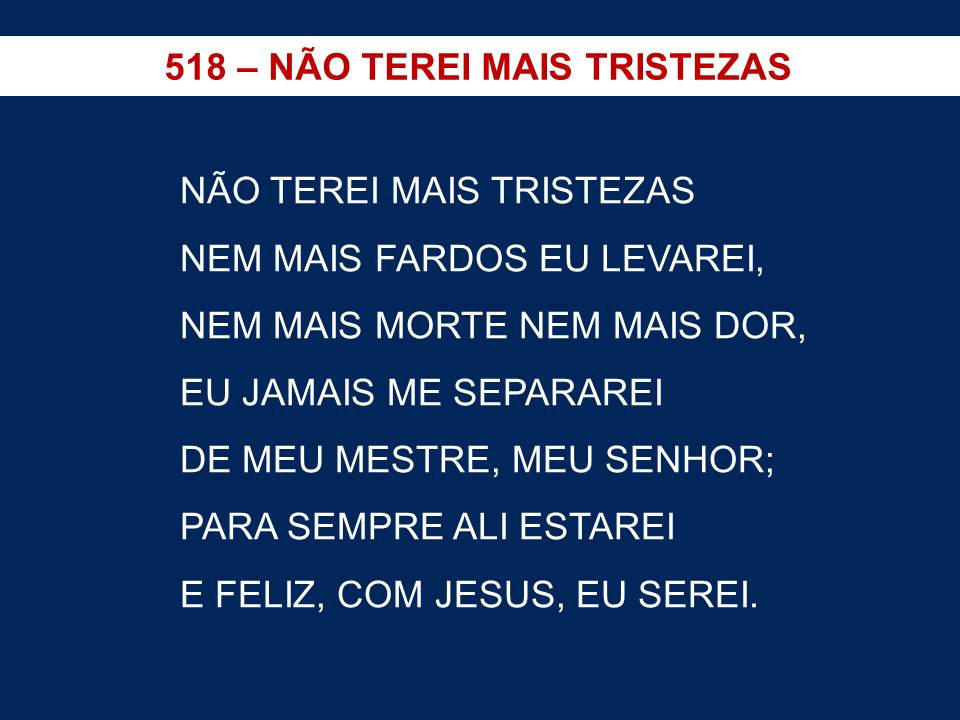 518 – NÃO TEREI MAIS TRISTEZAS
NÃO TEREI MAIS TRISTEZAS
NEM MAIS FARDOS EU LEVAREI,
NEM MAIS MORTE NEM MAIS DOR,
EU JAMAIS ME SEPARAREI
DE MEU MESTRE, MEU SENHOR;
PARA SEMPRE ALI ESTAREI
E FELIZ, COM JESUS, EU SEREI.